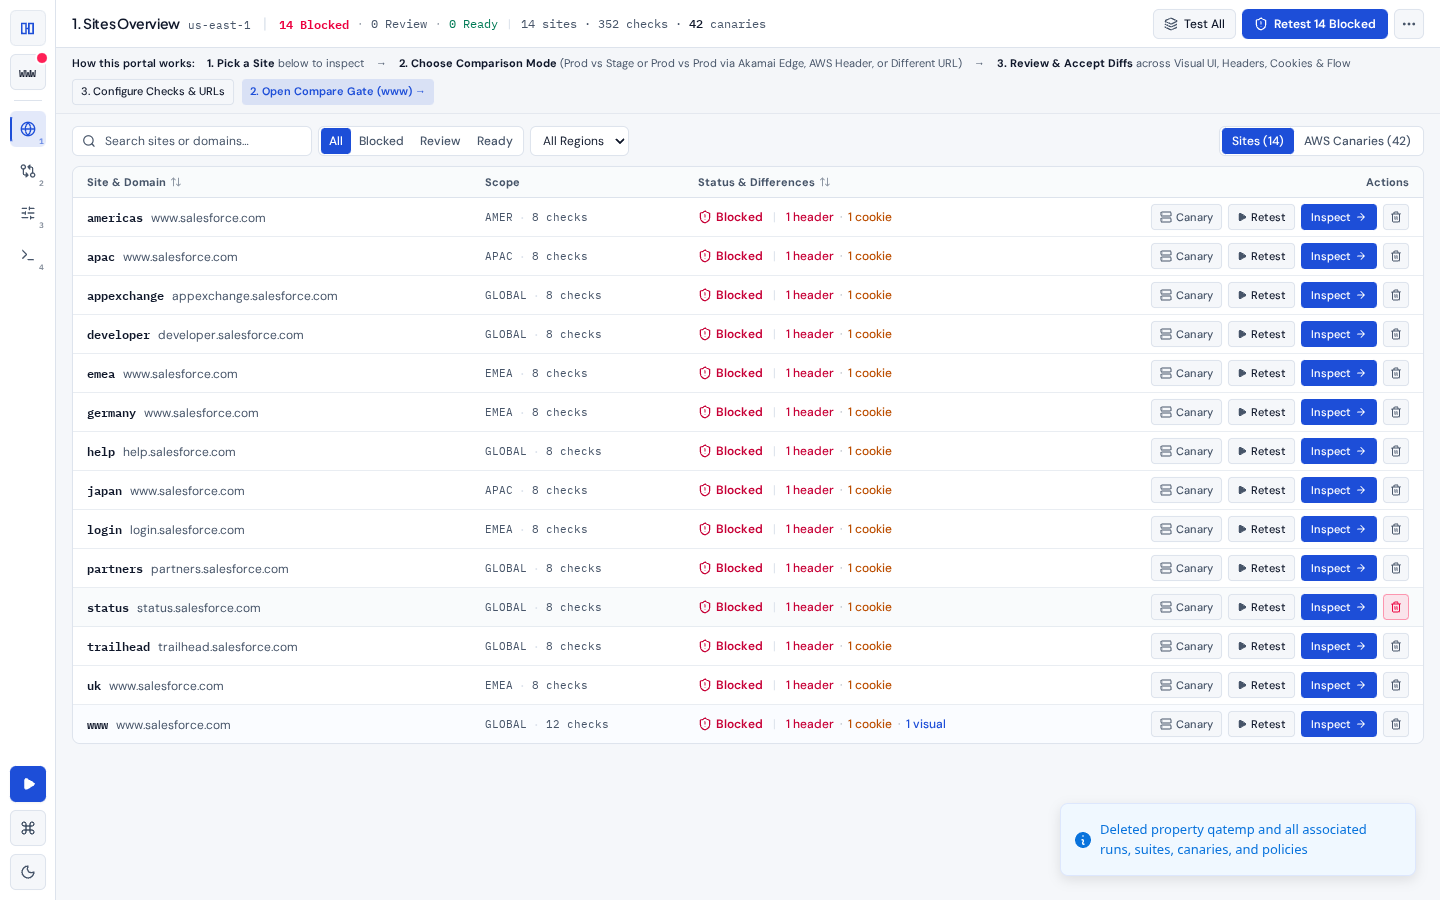 1. Sites Overview us-east-1 14 Blocked · 0 Review · 0 Ready 14 sites · 352 checks · 42 canaries Test All Retest 14 Blocked
www
How this portal works: 1. Pick a Site below to inspect → 2. Choose Comparison Mode (Prod vs Stage or Prod vs Prod via Akamai Edge, AWS Header, or Different URL) → 3. Review & Accept Diffs across Visual UI, Headers, Cookies & Flow
3. Configure Checks & URLs 2. Open Compare Gate (www) →
1
2
3
4
Search sites or domains... All Blocked Review Ready All Regions Sites (14) AWS Canaries (42)
Site & Domain Scope Status & Differences Actions
americas www.salesforce.com AMER · 8 checks Blocked 1 header · 1 cookie Canary Retest Inspect →
apac www.salesforce.com APAC · 8 checks Blocked 1 header · 1 cookie Canary Retest Inspect →
appexchange appexchange.salesforce.com GLOBAL · 8 checks Blocked 1 header · 1 cookie Canary Retest Inspect →
developer developer.salesforce.com GLOBAL · 8 checks Blocked 1 header · 1 cookie Canary Retest Inspect →
emea www.salesforce.com EMEA · 8 checks Blocked 1 header · 1 cookie Canary Retest Inspect →
germany www.salesforce.com EMEA · 8 checks Blocked 1 header · 1 cookie Canary Retest Inspect →
help help.salesforce.com GLOBAL · 8 checks Blocked 1 header · 1 cookie Canary Retest Inspect →
japan www.salesforce.com APAC · 8 checks Blocked 1 header · 1 cookie Canary Retest Inspect →
login login.salesforce.com EMEA · 8 checks Blocked 1 header · 1 cookie Canary Retest Inspect →
partners partners.salesforce.com GLOBAL · 8 checks Blocked 1 header · 1 cookie Canary Retest Inspect →
status status.salesforce.com GLOBAL · 8 checks Blocked 1 header · 1 cookie Canary Retest Inspect →
trailhead trailhead.salesforce.com GLOBAL · 8 checks Blocked 1 header · 1 cookie Canary Retest Inspect →
uk www.salesforce.com EMEA · 8 checks Blocked 1 header · 1 cookie Canary Retest Inspect →
www www.salesforce.com GLOBAL · 12 checks Blocked 1 header · 1 cookie · 1 visual Canary Retest Inspect →
Deleted property qatemp and all associated
runs, suites, canaries, and policies